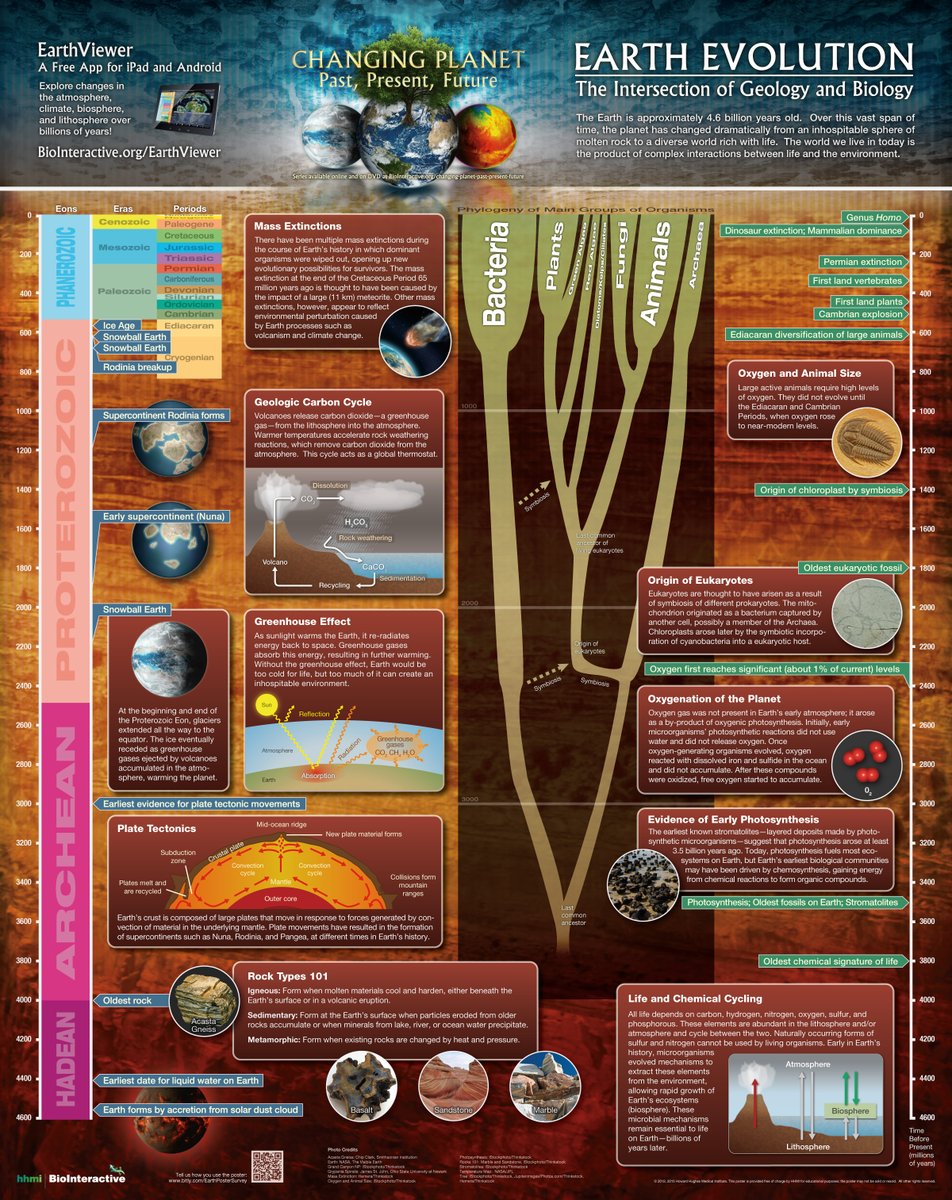 EarthViewer
A Free App for iPad and Android
Explore changes in
the atmosphere,
climate, biosphere,
and lithosphere over
billions of years!
BioInteractive.org/EarthViewer
CHANGING PLANET
Past, Present, Future
Series available online and on DVD at BioInteractive.org/changing-planet-past-present-future
EARTH EVOLUTION
The Intersection of Geology and Biology
The Earth is approximately 4.6 billion years old. Over this vast span of
time, the planet has changed dramatically from an inhospitable sphere of
molten rock to a diverse world rich with life. The world we live in today is
the product of complex interactions between life and the environment.
Eons
Eras
Periods
0
200
400
600
800
1000
1200
1400
1600
1800
2000
2200
2400
2600
2800
3000
3200
3400
3600
3800
4000
4200
4400
4600
PHANEROZOIC
PROTEROZOIC
ARCHEAN
HADEAN
Cenozoic
Mesozoic
Paleozoic
Paleogene
Cretaceous
Jurassic
Triassic
Permian
Carboniferous
Devonian
Silurian
Ordovician
Cambrian
Ediacaran
Cryogenian
Ice Age
Snowball Earth
Snowball Earth
Rodinia breakup
Supercontinent Rodinia forms
Early supercontinent (Nuna)
Snowball Earth
At the beginning and end of
the Proterozoic Eon, glaciers
extended all the way to the
equator. The ice eventually
receded as greenhouse
gases ejected by volcanoes
accumulated in the atmo-
sphere, warming the planet.
Earliest evidence for plate tectonic movements
Oldest rock
Acasta
Gneiss
Earliest date for liquid water on Earth
Earth forms by accretion from solar dust cloud
Mass Extinctions
There have been multiple mass extinctions during
the course of Earth's history in which dominant
organisms were wiped out, opening up new
evolutionary possibilities for survivors. The mass
extinction at the end of the Cretaceous Period 65
million years ago is thought to have been caused by
the impact of a large (11 km) meteorite. Other mass
extinctions, however, appear to reflect
environmental perturbation caused
by Earth processes such as
volcanism and climate change.
Geologic Carbon Cycle
Volcanoes release carbon dioxide—a greenhouse
gas—from the lithosphere into the atmosphere.
Warmer temperatures accelerate rock weathering
reactions, which remove carbon dioxide from the
atmosphere. This cycle acts as a global thermostat.
Dissolution
CO2
H2CO3
Rock weathering
Volcano
CaCO
Sedimentation
Recycling
Greenhouse Effect
As sunlight warms the Earth, it re-radiates
energy back to space. Greenhouse gases
absorb this energy, resulting in further warming.
Without the greenhouse effect, Earth would be
too cold for life, but too much of it can create an
inhospitable environment.
Sun
Reflection
Atmosphere
Radiation
Greenhouse
gases
CO2 CH4 H2O
Absorption
Earth
Plate Tectonics
Mid-ocean ridge
New plate material forms
Subduction
zone
Crustal plate
Convection
cycle
Convection
cycle
Plates melt and
are recycled
Mantle
Outer core
Collisions form
mountain
ranges
Earth's crust is composed of large plates that move in response to forces generated by con-
vection of material in the underlying mantle. Plate movements have resulted in the formation
of supercontinents such as Nuna, Rodinia, and Pangea, at different times in Earth's history.
Rock Types 101
Igneous: Form when molten materials cool and harden, either beneath the
Earth's surface or in a volcanic eruption.
Sedimentary: Form at the Earth's surface when particles eroded from older
rocks accumulate or when minerals from lake, river, or ocean water precipitate.
Metamorphic: Form when existing rocks are changed by heat and pressure.
Basalt
Sandstone
Marble
Phylogeny of Main Groups of Organisms
Bacteria
Plants
Green Algae
Red Algae
Diatoms/Kelps/Ciliates
Fungi
Animals
Archaea
1000
Symbiosis
Last common
ancestor of
living eukaryotes
2000
Origin of
eukaryotes
Symbiosis
Symbiosis
3000
Last
common
ancestor
Genus Homo
Dinosaur extinction; Mammalian dominance
Permian extinction
First land vertebrates
First land plants
Cambrian explosion
Ediacaran diversification of large animals
Oxygen and Animal Size
Large active animals require high levels
of oxygen. They did not evolve until
the Ediacaran and Cambrian
Periods, when oxygen rose
to near-modern levels.
Origin of chloroplast by symbiosis
Oldest eukaryotic fossil
Origin of Eukaryotes
Eukaryotes are thought to have arisen as a result
of symbiosis of different prokaryotes. The mito-
chondrion originated as a bacterium captured by
another cell, possibly a member of the Archaea.
Chloroplasts arose later by the symbiotic incorpo-
ration of cyanobacteria into a eukaryotic host.
Oxygen first reaches significant (about 1% of current) levels
Oxygenation of the Planet
Oxygen gas was not present in Earth's early atmosphere; it arose
as a by-product of oxygenic photosynthesis. Initially, early
microorganisms' photosynthetic reactions did not use
water and did not release oxygen. Once
oxygen-generating organisms evolved, oxygen
reacted with dissolved iron and sulfide in the ocean
and did not accumulate. After these compounds
were oxidized, free oxygen started to accumulate.
O2
Evidence of Early Photosynthesis
The earliest known stromatolites—layered deposits made by photo-
synthetic microorganisms—suggest that photosynthesis arose at least
3.5 billion years ago. Today, photosynthesis fuels most eco-
systems on Earth, but Earth's earliest biological communities
may have been driven by chemosynthesis, gaining energy
from chemical reactions to form organic compounds.
Photosynthesis; Oldest fossils on Earth; Stromatolites
Oldest chemical signature of life
Life and Chemical Cycling
All life depends on carbon, hydrogen, nitrogen, oxygen, sulfur, and
phosphorous. These elements are abundant in the lithosphere and/or
atmosphere and cycle between the two. Naturally occurring forms of
sulfur and nitrogen cannot be used by living organisms. Early in Earth's
history, microorganisms
evolved mechanisms to
extract these elements
from the environment,
allowing rapid growth of
Earth's ecosystems
(biosphere). These
microbial mechanisms
remain essential to life
on Earth—billions of
years later.
Atmosphere
Biosphere
Lithosphere
0
200
400
600
800
1000
1200
1400
1600
1800
2000
2200
2400
2600
2800
3000
3200
3400
3600
3800
4000
4200
4400
4600
Time
Before
Present
(millions
of years)
hhmi BioInteractive
Tell us how you use the poster:
www.bitly.com/EarthPosterSurvey
Photo Credits